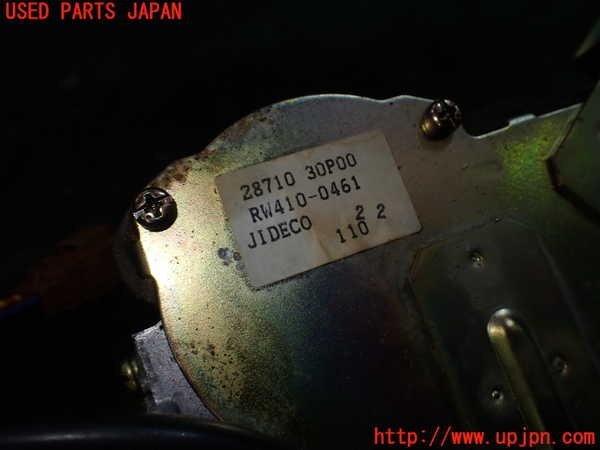 USED PARTS JAPAN
28710 30P00
RW410-0461
JIDECO 2 2
110
http://www.upjpn.com/